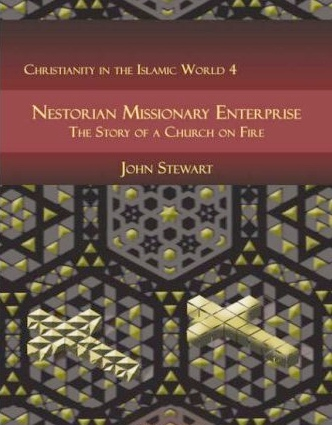 Christianity in the Islamic World 4
Nestorian Missionary Enterprise
The Story of a Church on Fire
John Stewart